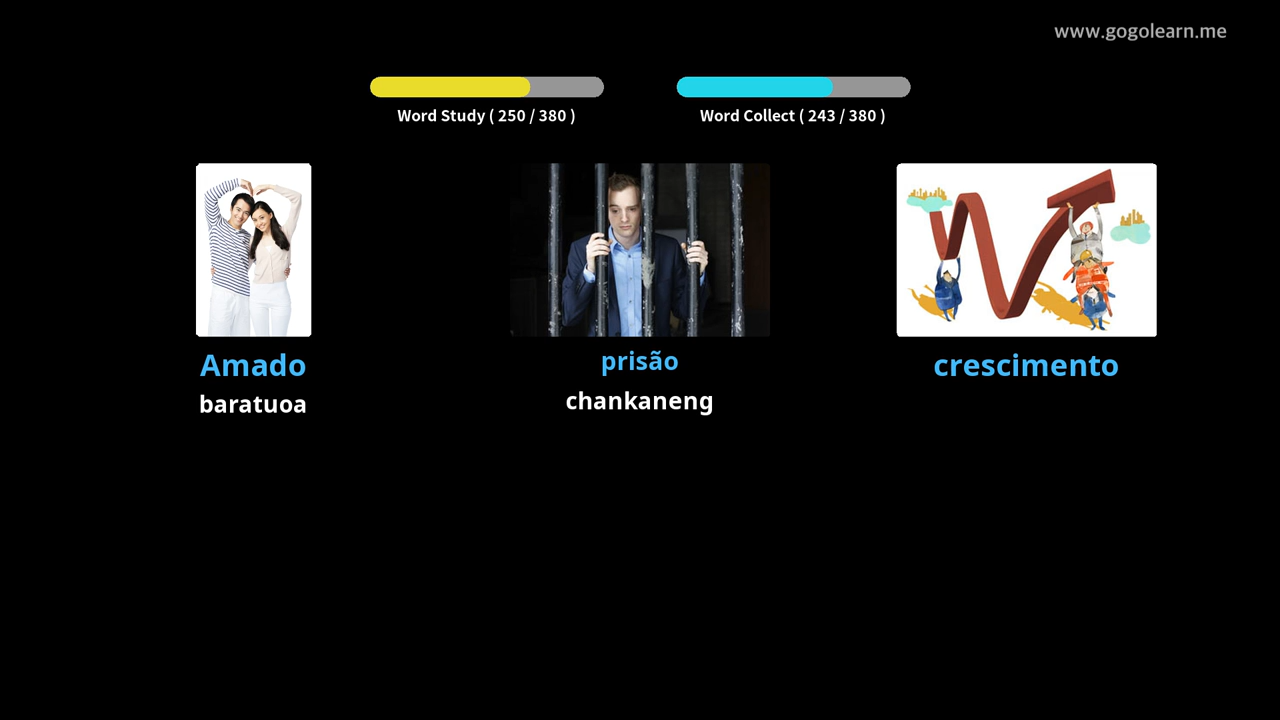 www.gogolearn.me
Word Study ( 250 / 380 )
Word Collect ( 243 / 380 )
Amado
baratuoa
prisão
chankaneng
crescimento